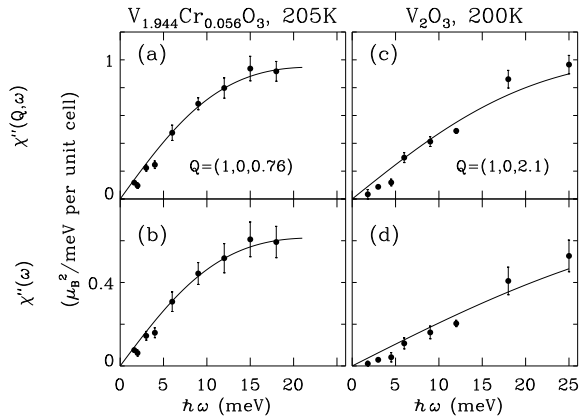 V₁.₉₄₄Cr₀.₀₅₆O₃, 205K
V₂O₃, 200K
(a)
(c)
1
0
χ''(Q,ω)
Q=(1,0,0.76)
Q=(1,0,2.1)
(μ_B²/meV per unit cell)
(b)
(d)
0.4
0
χ''(ω)
0 5 10 15 20
0 5 10 15 20 25
ℏω (meV)
ℏω (meV)